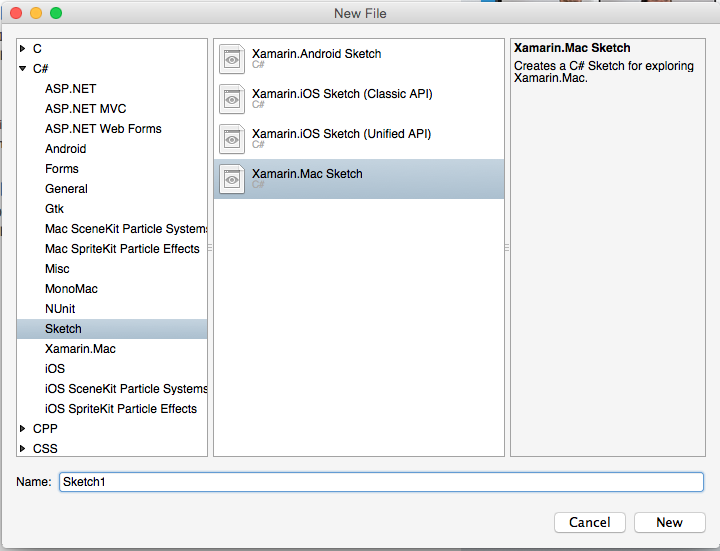 New File
C
C#
ASP.NET
ASP.NET MVC
ASP.NET Web Forms
Android
Forms
General
Gtk
Mac SceneKit Particle Systems
Mac SpriteKit Particle Effects
Misc
MonoMac
NUnit
Sketch
Xamarin.Mac
iOS
iOS SceneKit Particle Systems
iOS SpriteKit Particle Effects
CPP
CSS
Xamarin.Android Sketch
C#
Xamarin.iOS Sketch (Classic API)
C#
Xamarin.iOS Sketch (Unified API)
C#
Xamarin.Mac Sketch
C#
Xamarin.Mac Sketch
Creates a C# Sketch for exploring
Xamarin.Mac.
Name: Sketch1
Cancel New